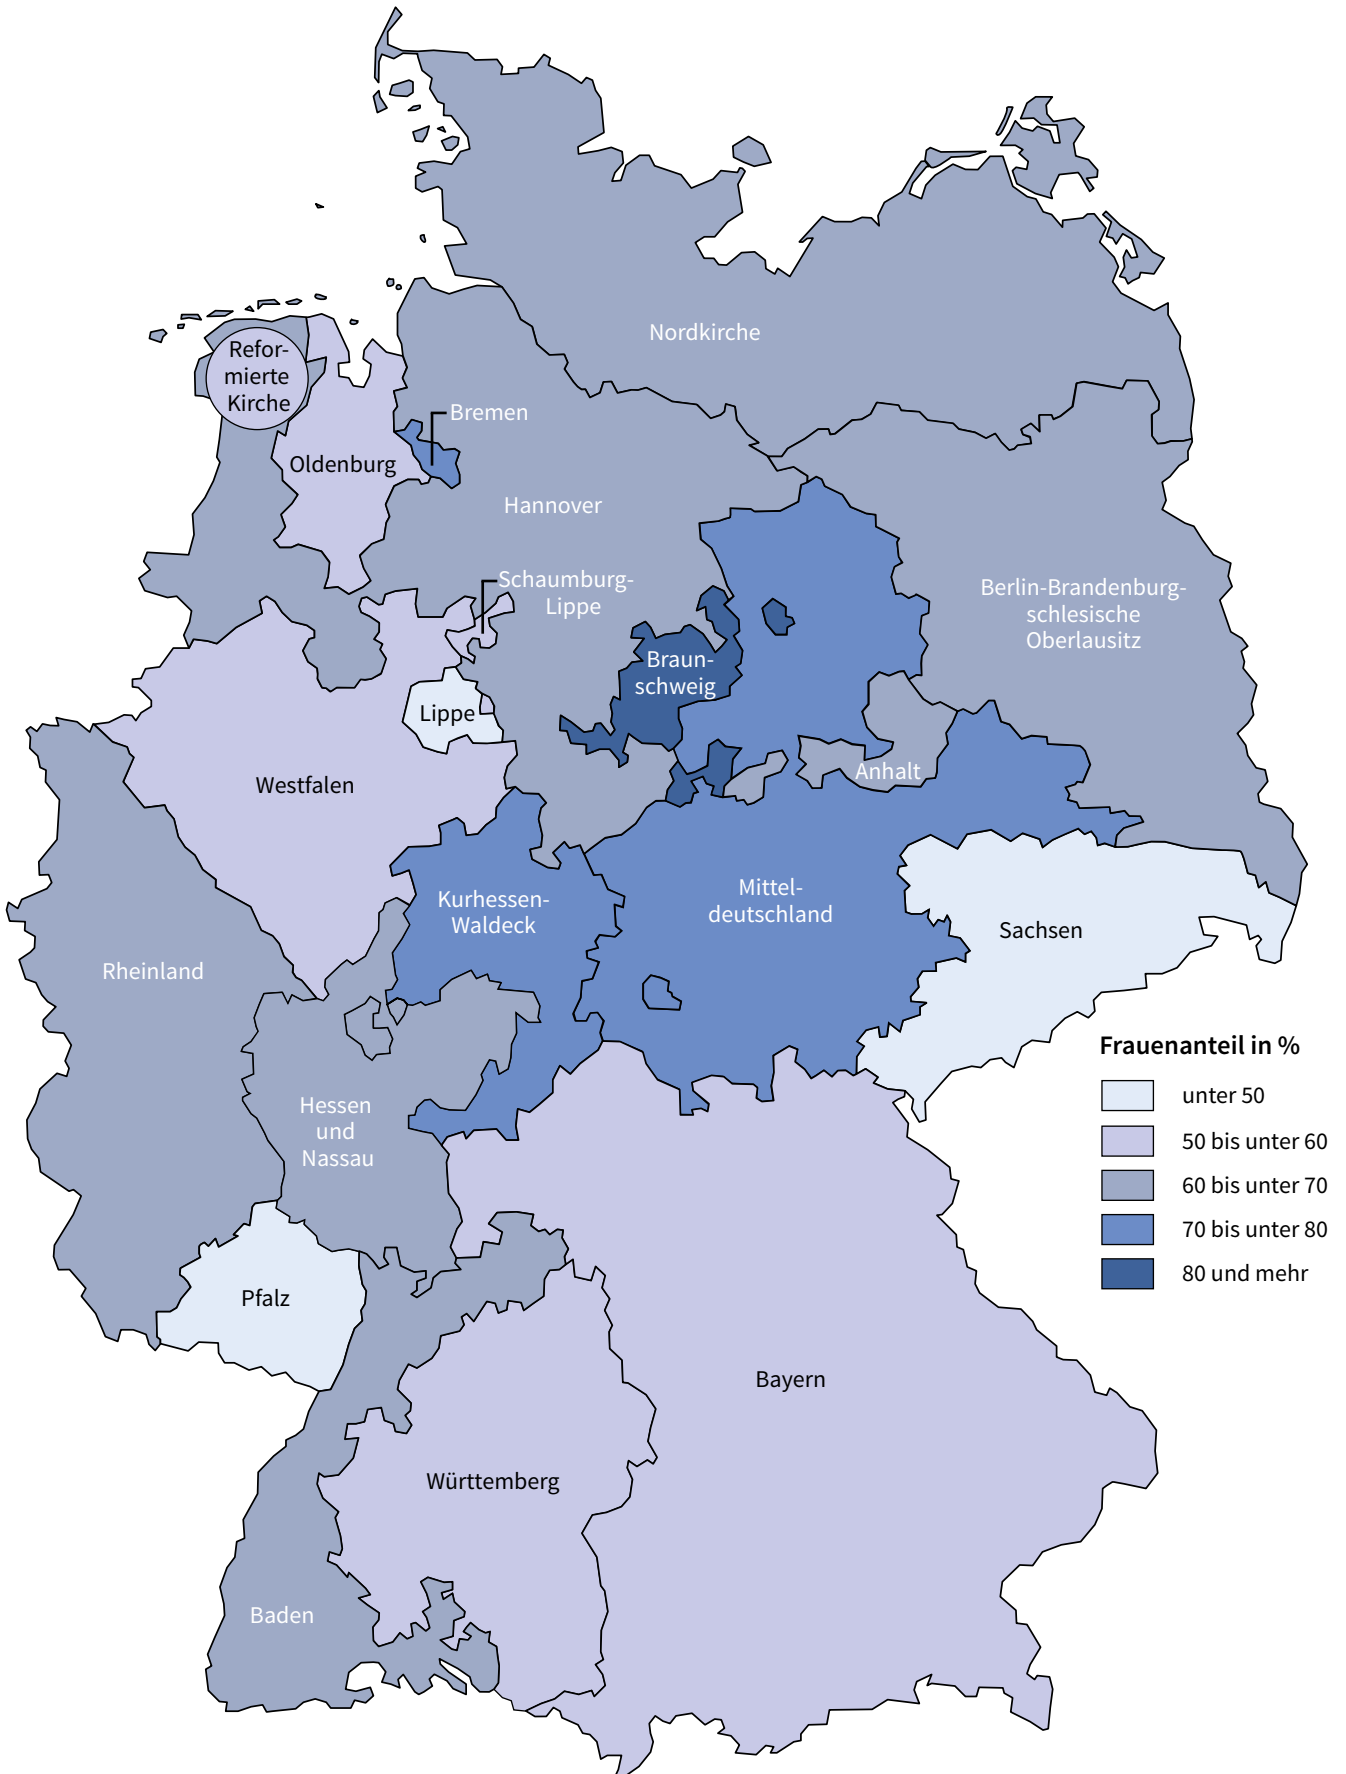 Nordkirche
Refor-
mierte
Kirche
Bremen
Oldenburg
Hannover
Schaumburg-
Lippe
Berlin-Brandenburg-
schlesische
Oberlausitz
Braun-
schweig
Lippe
Westfalen
Anhalt
Kurhessen-
Waldeck
Mittel-
deutschland
Sachsen
Rheinland
Hessen
und
Nassau
Pfalz
Bayern
Württemberg
Baden
Frauenanteil in %
unter 50
50 bis unter 60
60 bis unter 70
70 bis unter 80
80 und mehr